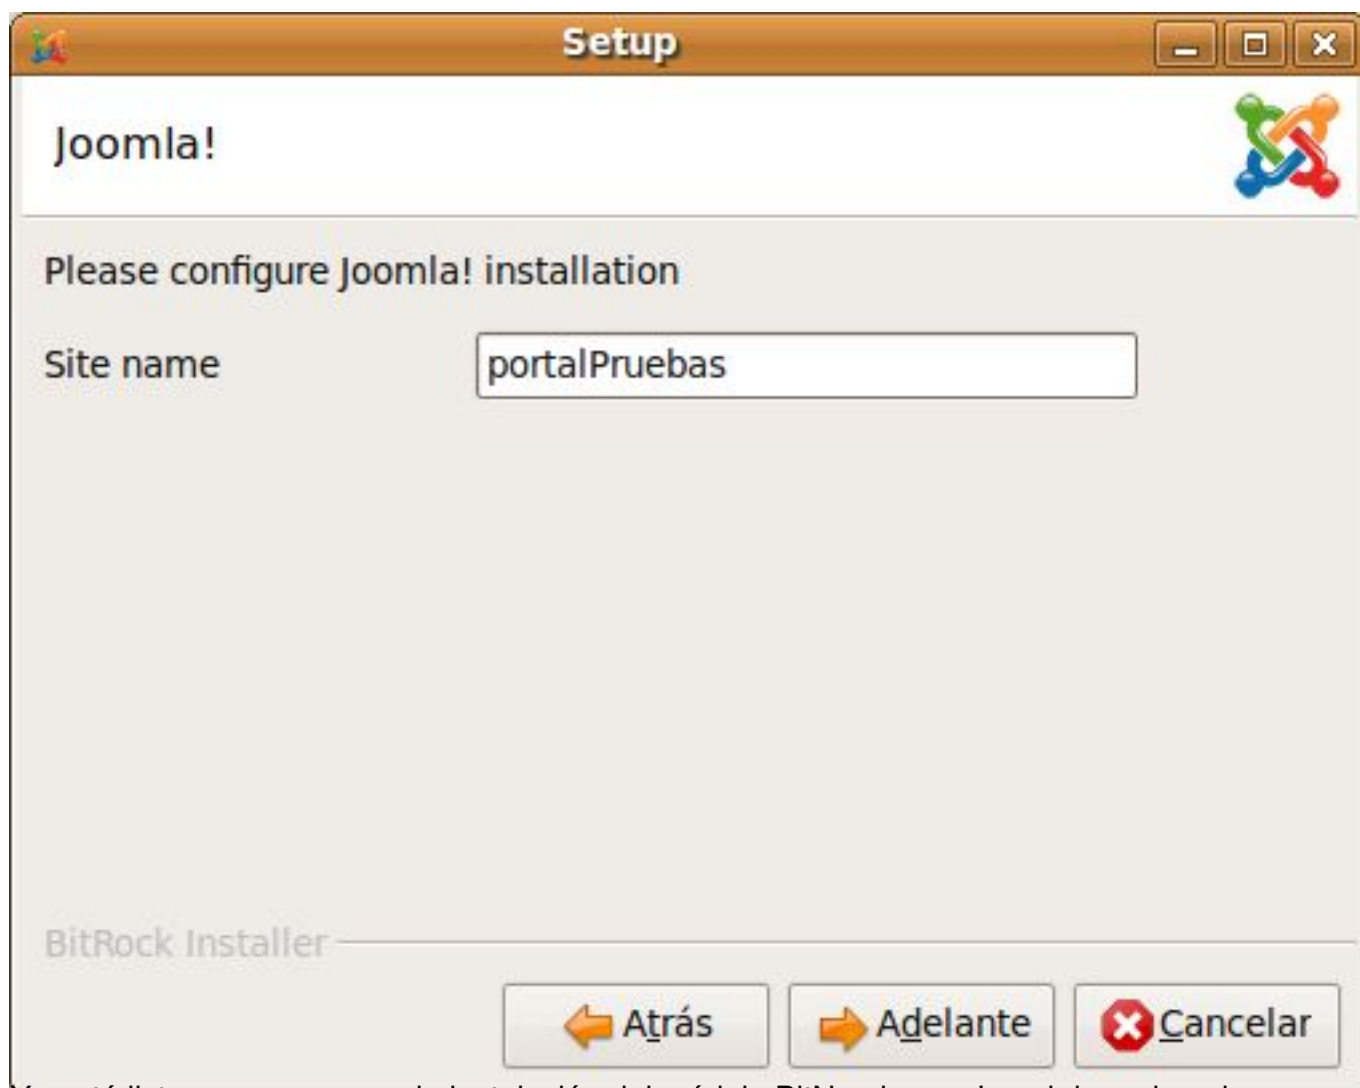 Setup
Joomla!
Please configure Joomla! installation
Site name
portalPruebas
BitRock Installer
Atrás
Adelante
Cancelar